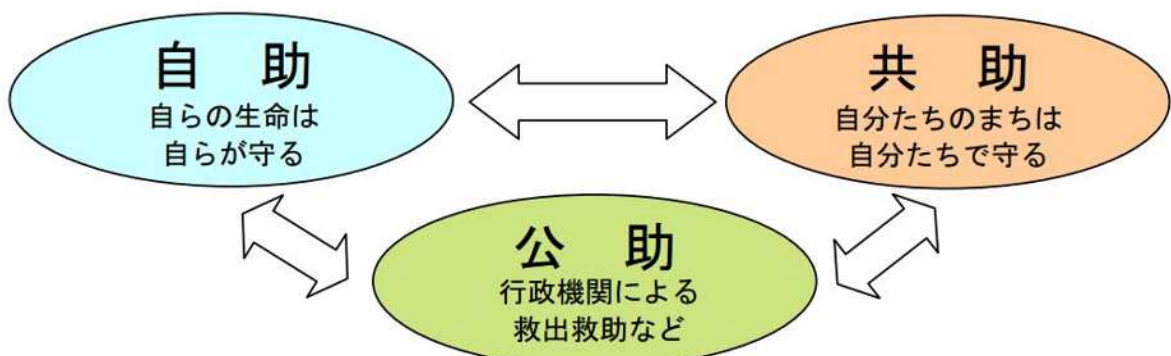 自　助
自らの生命は
自らが守る
共　助
自分たちのまちは
自分たちで守る
公　助
行政機関による
救出救助など